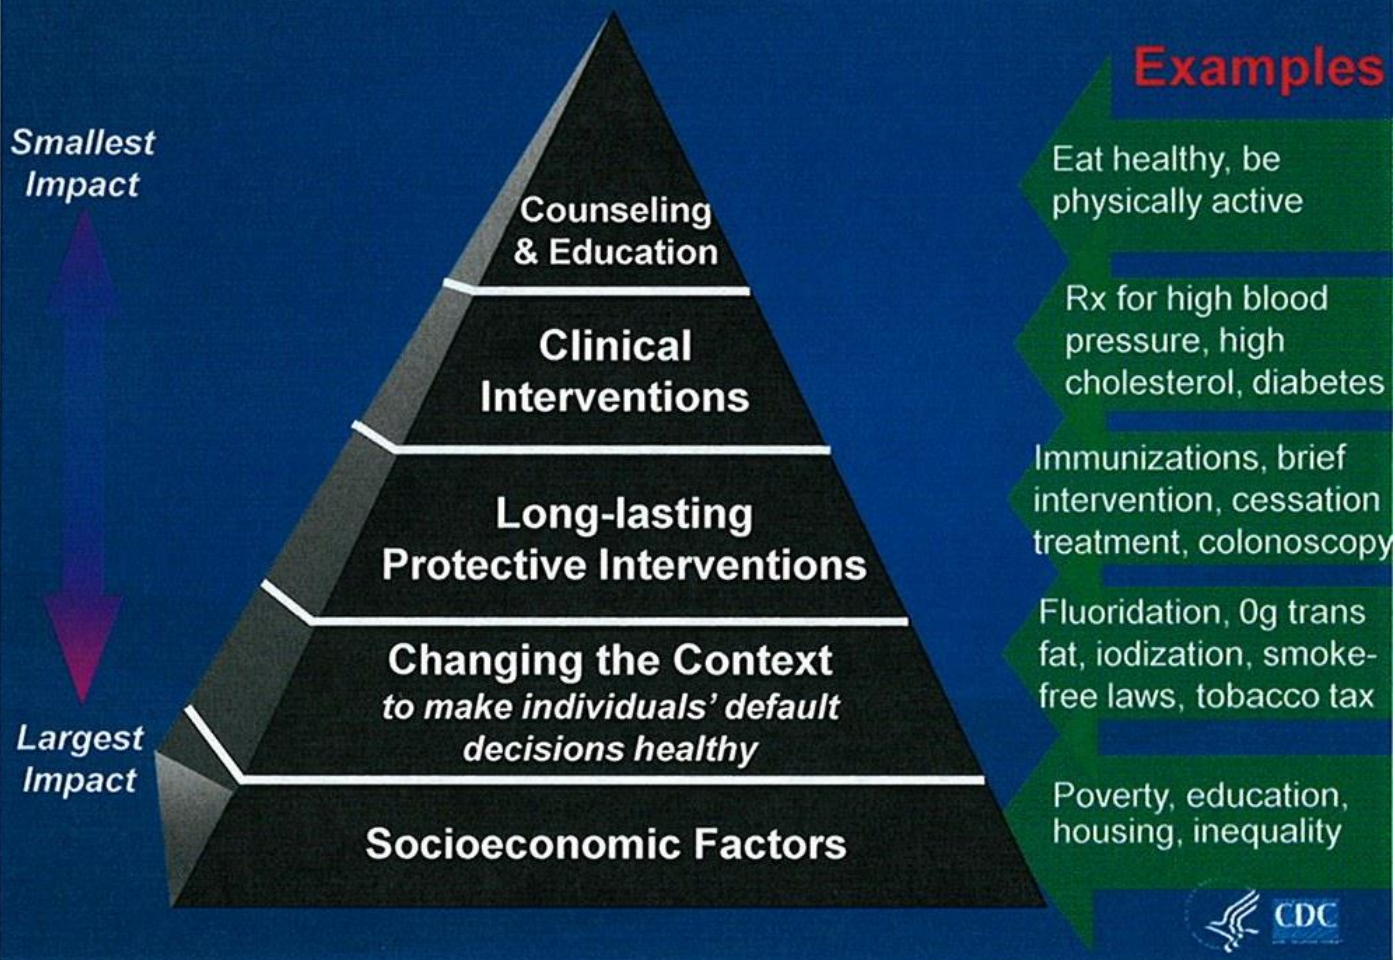 Examples
Smallest
Impact
Counseling
& Education
Eat healthy, be
physically active
Clinical
Interventions
Rx for high blood
pressure, high
cholesterol, diabetes
Long-lasting
Protective Interventions
Immunizations, brief
intervention, cessation
treatment, colonoscopy
Changing the Context
to make individuals’ default
decisions healthy
Fluoridation, 0g trans
fat, iodization, smoke-
free laws, tobacco tax
Largest
Impact
Socioeconomic Factors
Poverty, education,
housing, inequality
CDC